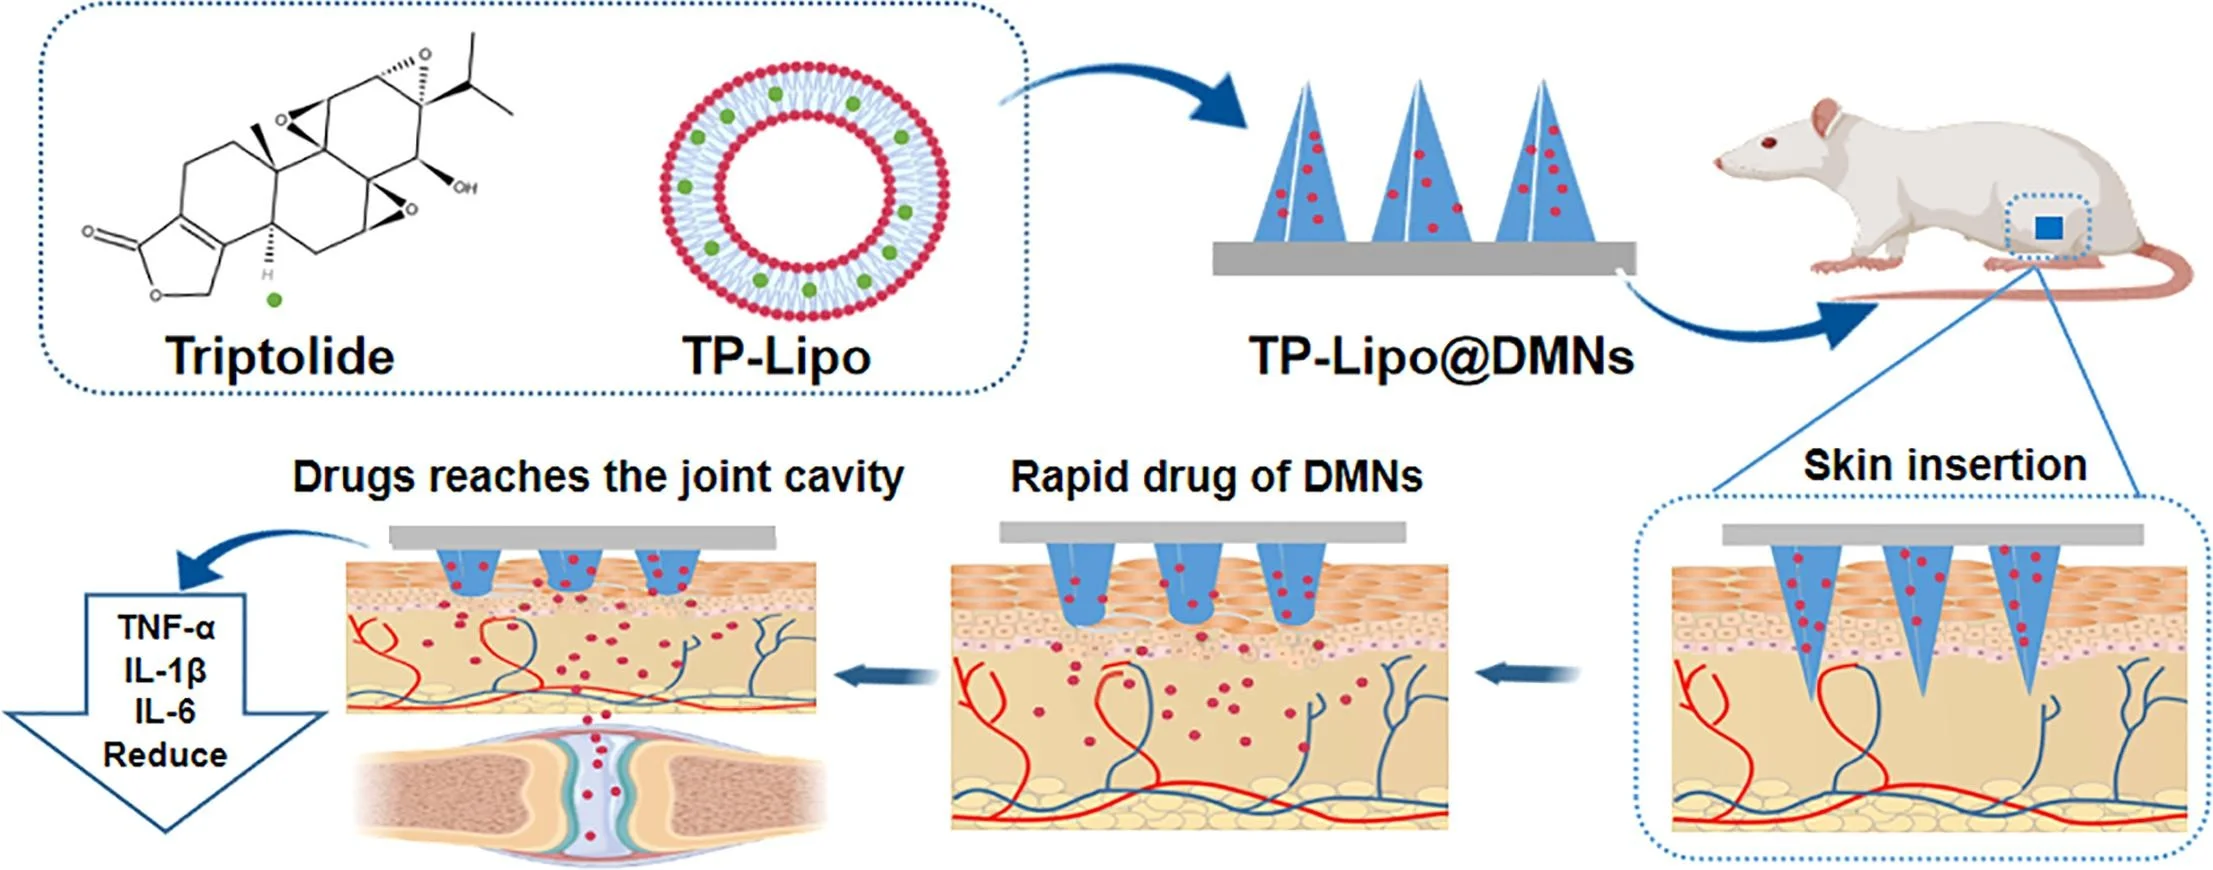 O
O
OH
O
O
H
O
Triptolide
TP-Lipo
TP-Lipo@DMNs
Skin insertion
Rapid drug of DMNs
Drugs reaches the joint cavity
TNF-α
IL-1β
IL-6
Reduce